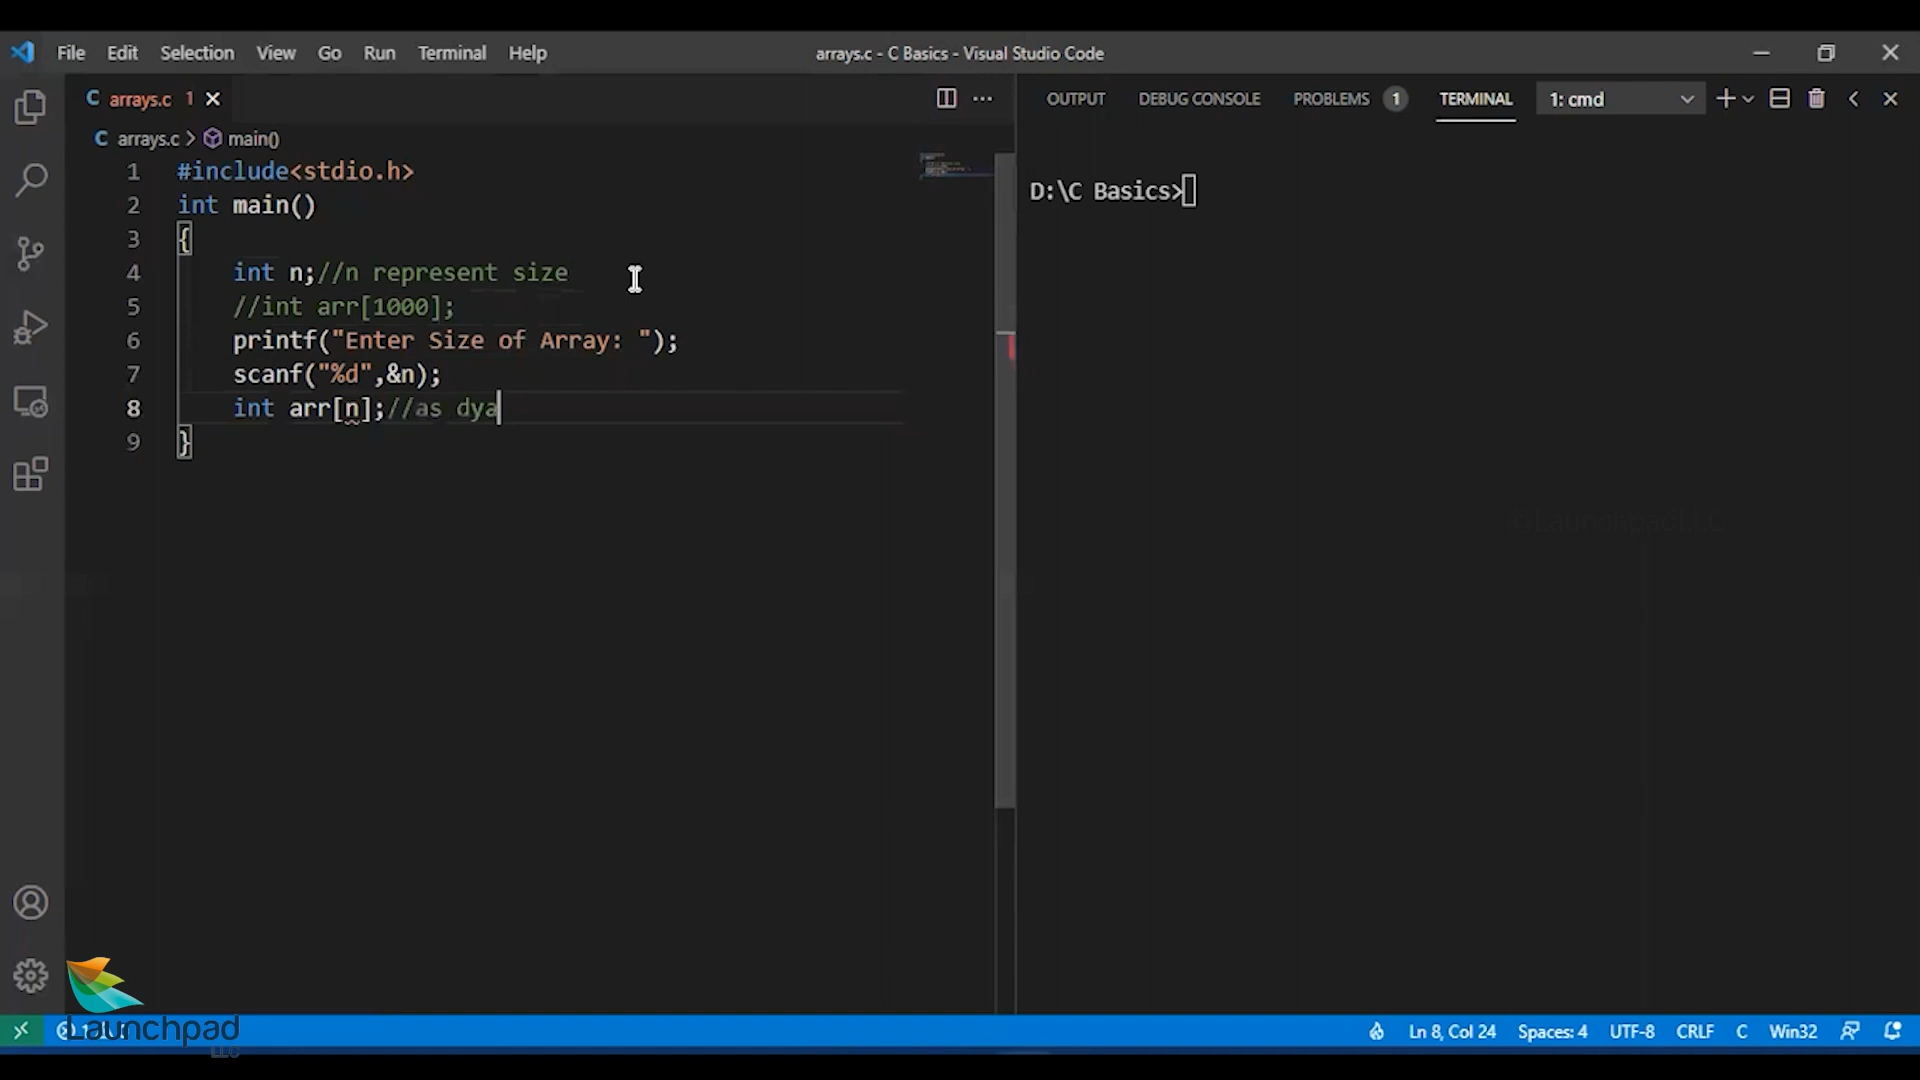 File Edit Selection View Go Run Terminal Help
arrays.c - C Basics - Visual Studio Code
arrays.c 1
OUTPUT DEBUG CONSOLE PROBLEMS 1 TERMINAL 1: cmd
arrays.c > main()
1 #include<stdio.h>
2 int main()
3 {
4 int n;//n represent size
5 //int arr[1000];
6 printf("Enter Size of Array: ");
7 scanf("%d",&n);
8 int arr[n];//as dya
9 }
D:\C Basics>
©LaunchpadLLC
Launchpad
LLC
Ln 8, Col 24 Spaces: 4 UTF-8 CRLF C Win32